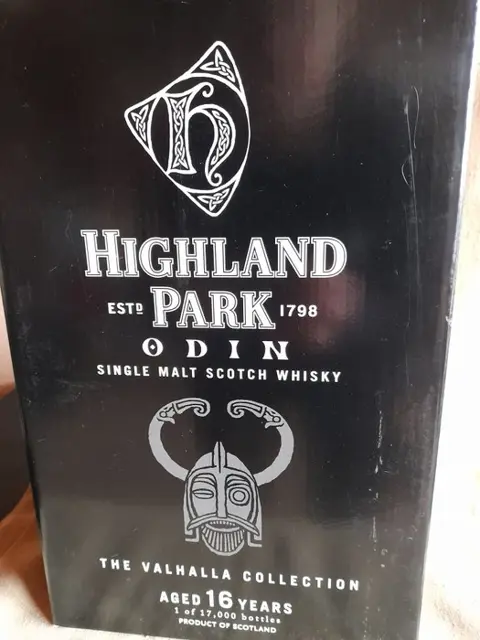 h
HIGHLAND
ESTD PARK 1798
ODIN
SINGLE MALT SCOTCH WHISKY
THE VALHALLA COLLECTION
AGED 16 YEARS
1 of 17,000 bottles
PRODUCT OF SCOTLAND